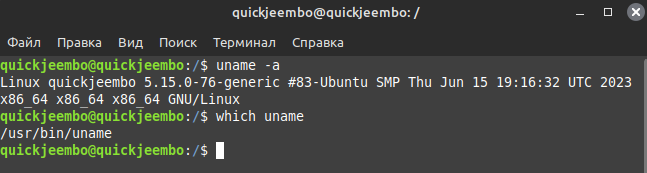 quickjeembo@quickjeembo: /
Файл Правка Вид Поиск Терминал Справка
quickjeembo@quickjeembo:/$ uname -a
Linux quickjeembo 5.15.0-76-generic #83-Ubuntu SMP Thu Jun 15 19:16:32 UTC 2023
x86_64 x86_64 x86_64 GNU/Linux
quickjeembo@quickjeembo:/$ which uname
/usr/bin/uname
quickjeembo@quickjeembo:/$